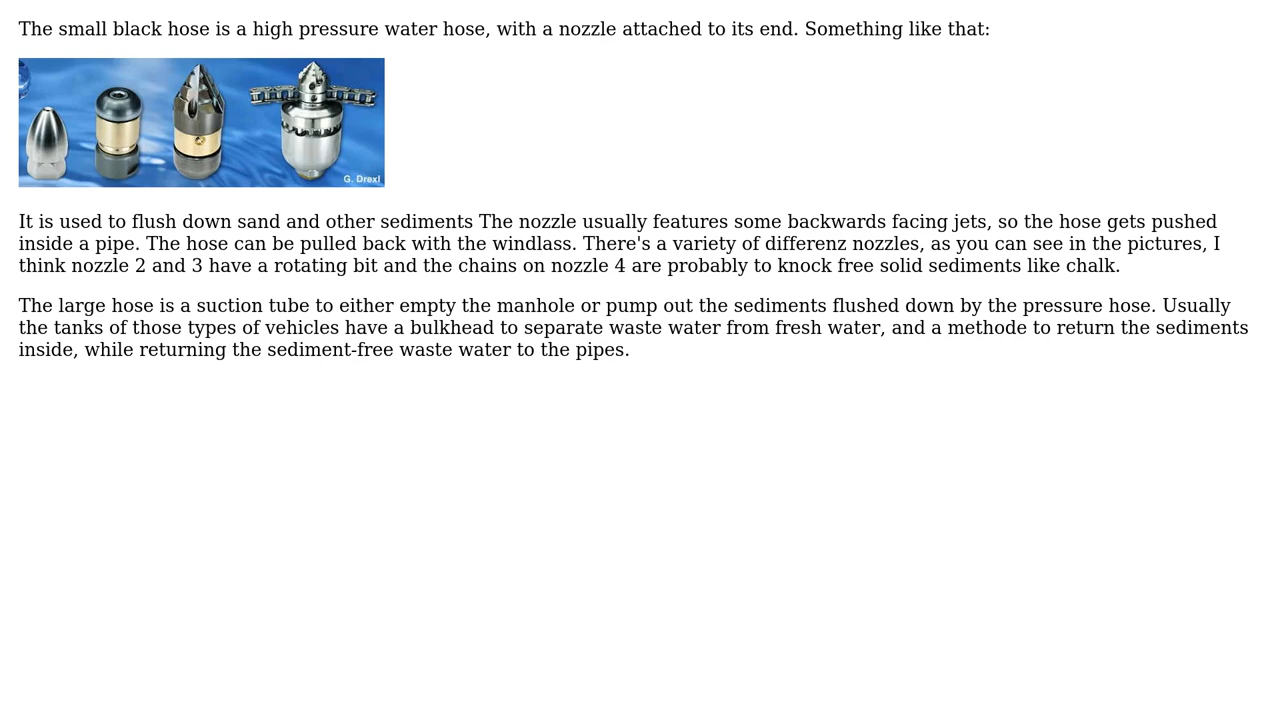 The small black hose is a high pressure water hose, with a nozzle attached to its end. Something like that:
G. Drexl
It is used to flush down sand and other sediments The nozzle usually features some backwards facing jets, so the hose gets pushed
inside a pipe. The hose can be pulled back with the windlass. There's a variety of differenz nozzles, as you can see in the pictures, I
think nozzle 2 and 3 have a rotating bit and the chains on nozzle 4 are probably to knock free solid sediments like chalk.
The large hose is a suction tube to either empty the manhole or pump out the sediments flushed down by the pressure hose. Usually
the tanks of those types of vehicles have a bulkhead to separate waste water from fresh water, and a methode to return the sediments
inside, while returning the sediment-free waste water to the pipes.